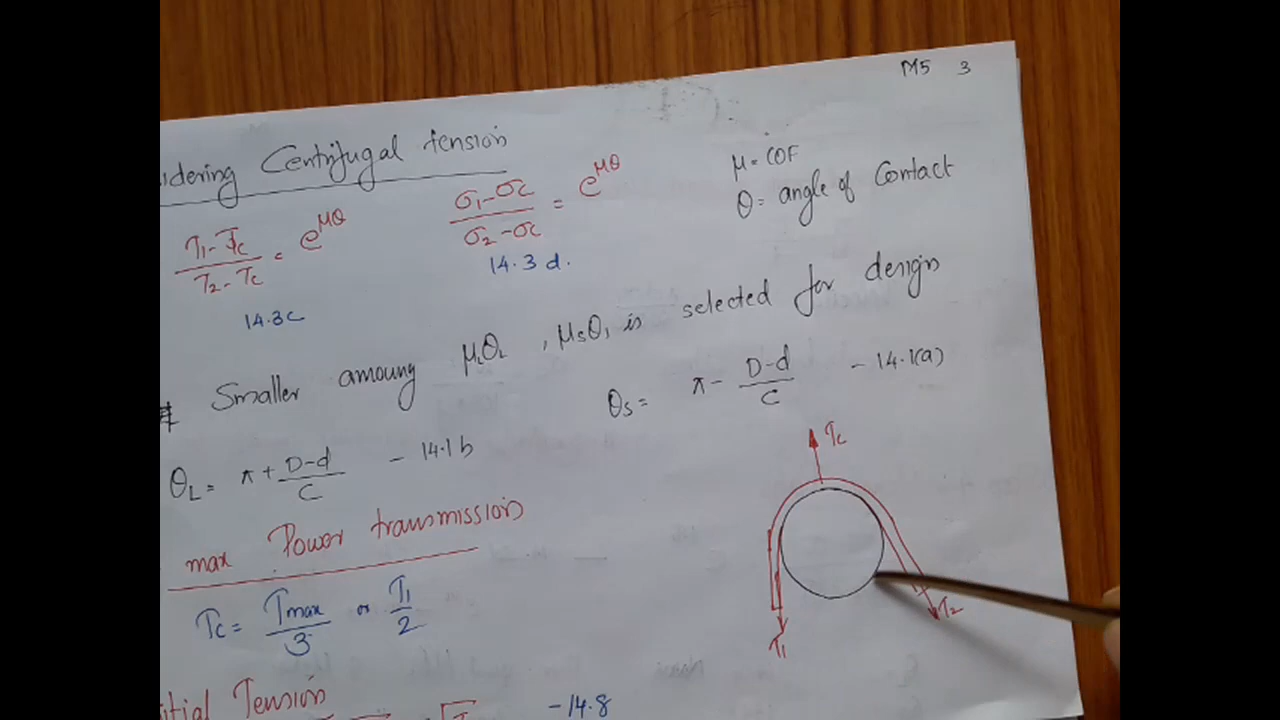 M5 3
idering Centrifugal tension
T1-Tc / T2-Tc = e^μθ
14.3c
σ1-σc / σ2-σc = e^μθ
14.3 d.
μ = COF
θ = angle of Contact
Smaller amoung μLθL , μsθs is selected for design
θL = π + D-d / C - 14.1b
θs = π - D-d / C - 14.1(a)
max Power transmission
Tc = Tmax / 3 or T1 / 2
Tc
T1
T2
itial Tension
-14.8